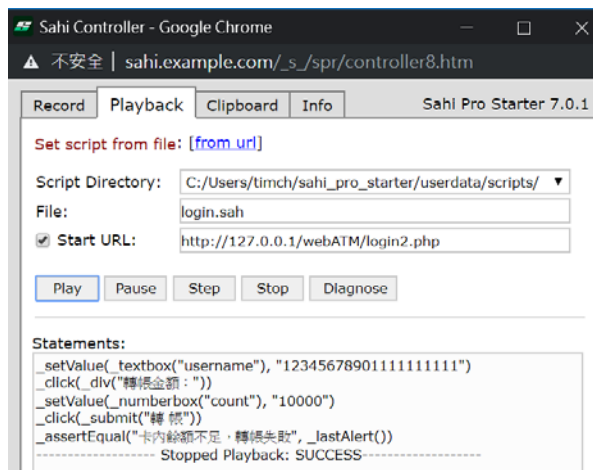 Sahi Controller - Google Chrome
不安全 | sahi.example.com/_s_/spr/controller8.htm
Record Playback Clipboard Info Sahi Pro Starter 7.0.1
Set script from file: [from url]
Script Directory: C:/Users/timch/sahi_pro_starter/userdata/scripts/
File: login.sah
Start URL: http://127.0.0.1/webATM/login2.php
Play Pause Step Stop Diagnose
Statements:
_setValue(_textbox("username"), "12345678901111111111")
_click(_div("轉帳金額："))
_setValue(_numberbox("count"), "10000")
_click(_submit("轉 帳"))
_assertEqual("卡內餘額不足，轉帳失敗", _lastAlert())
------------------ Stopped Playback: SUCCESS-------------------